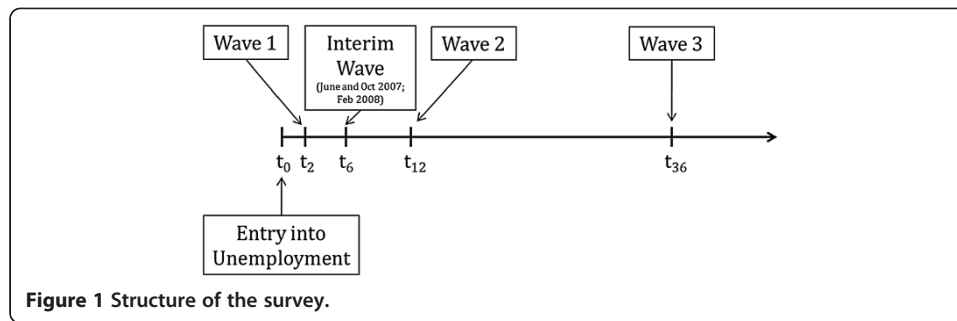 Wave 1
Interim
Wave
(June and Oct 2007;
Feb 2008)
Wave 2
Wave 3
t₀ t₂ t₆ t₁₂ t₃₆
Entry into
Unemployment
Figure 1 Structure of the survey.